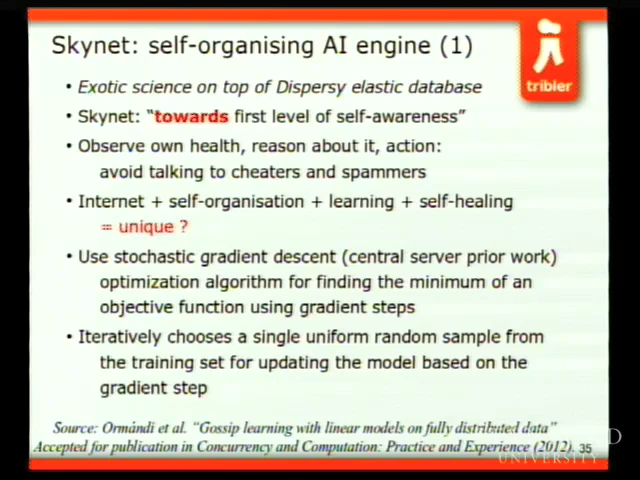 Skynet: self-organising AI engine (1)
tribler
• Exotic science on top of Dispersy elastic database
• Skynet: "towards first level of self-awareness"
• Observe own health, reason about it, action:
avoid talking to cheaters and spammers
• Internet + self-organisation + learning + self-healing
= unique ?
• Use stochastic gradient descent (central server prior work)
optimization algorithm for finding the minimum of an
objective function using gradient steps
• Iteratively chooses a single uniform random sample from
the training set for updating the model based on the
gradient step
Source: Ormándi et al. "Gossip learning with linear models on fully distributed data"
Accepted for publication in Concurrency and Computation: Practice and Experience (2012). 35
UNIVERSITY